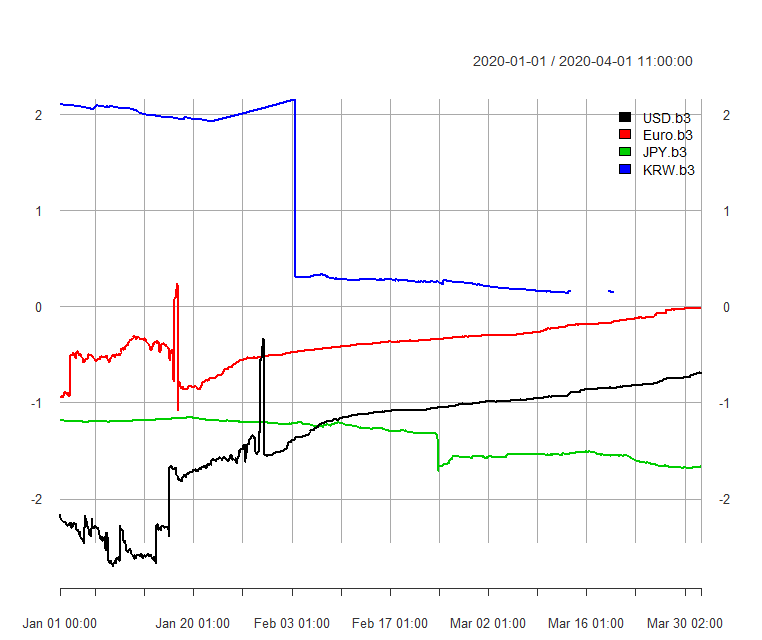 2020-01-01 / 2020-04-01 11:00:00
2 2
USD.b3
Euro.b3
JPY.b3
KRW.b3
1 1
0 0
-1 -1
-2 -2
Jan 01 00:00 Jan 20 01:00 Feb 03 01:00 Feb 17 01:00 Mar 02 01:00 Mar 16 01:00 Mar 30 02:00